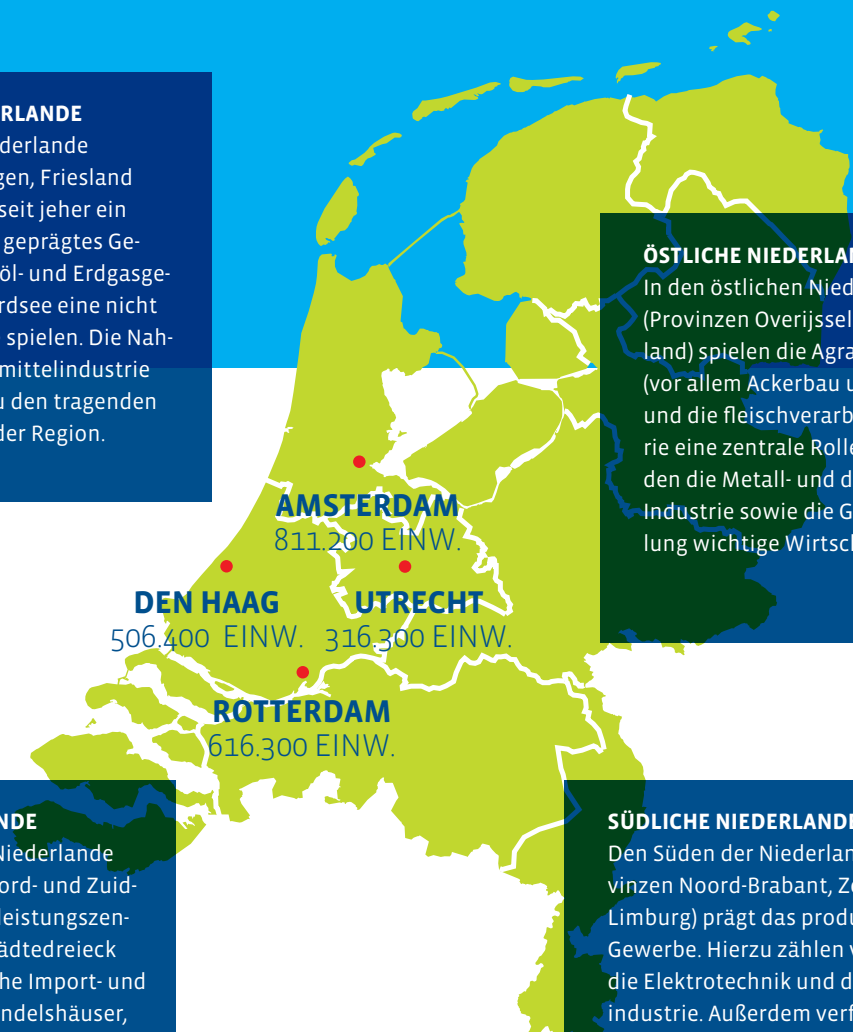 RLANDE
derlande
gen, Friesland
seit jeher ein
geprägtes Ge-
öl- und Erdgasge-
rdsee eine nicht
e spielen. Die Nah-
mittelindustrie
u den tragenden
der Region.
ÖSTLICHE NIEDERLAN
In den östlichen Nied
(Provinzen Overijssel
land) spielen die Agra
(vor allem Ackerbau u
und die fleischverarb
rie eine zentrale Rolle
den die Metall- und d
Industrie sowie die G
lung wichtige Wirtsch
AMSTERDAM
811.200 EINW.
DEN HAAG
506.400 EINW.
UTRECHT
316.300 EINW.
ROTTERDAM
616.300 EINW.
NDE
Niederlande
ord- und Zuid-
leistungszen-
ädtedreieck
he Import- und
ndelshäuser,
SÜDLICHE NIEDERLANDE
Den Süden der Niederlan
vinzen Noord-Brabant, Ze
Limburg) prägt das produ
Gewerbe. Hierzu zählen v
die Elektrotechnik und d
industrie. Außerdem verf